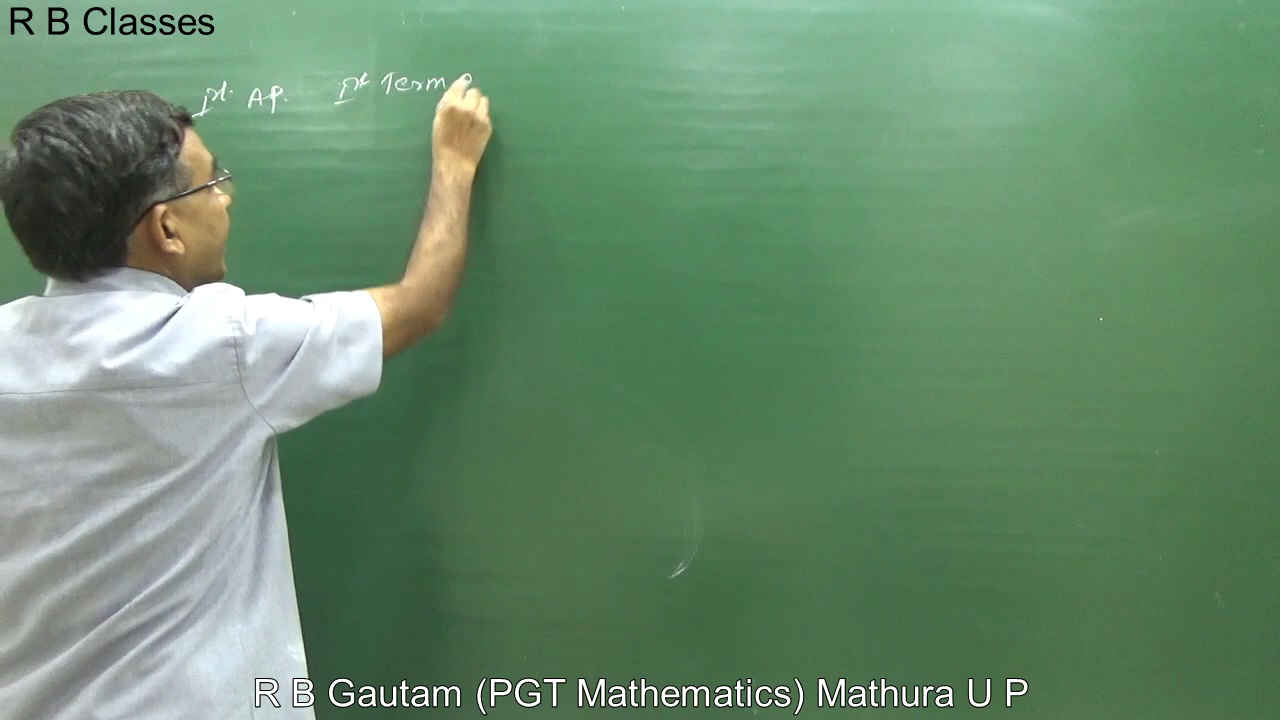 R B Classes
Ist. AP. Ist Term
R B Gautam (PGT Mathematics) Mathura U P